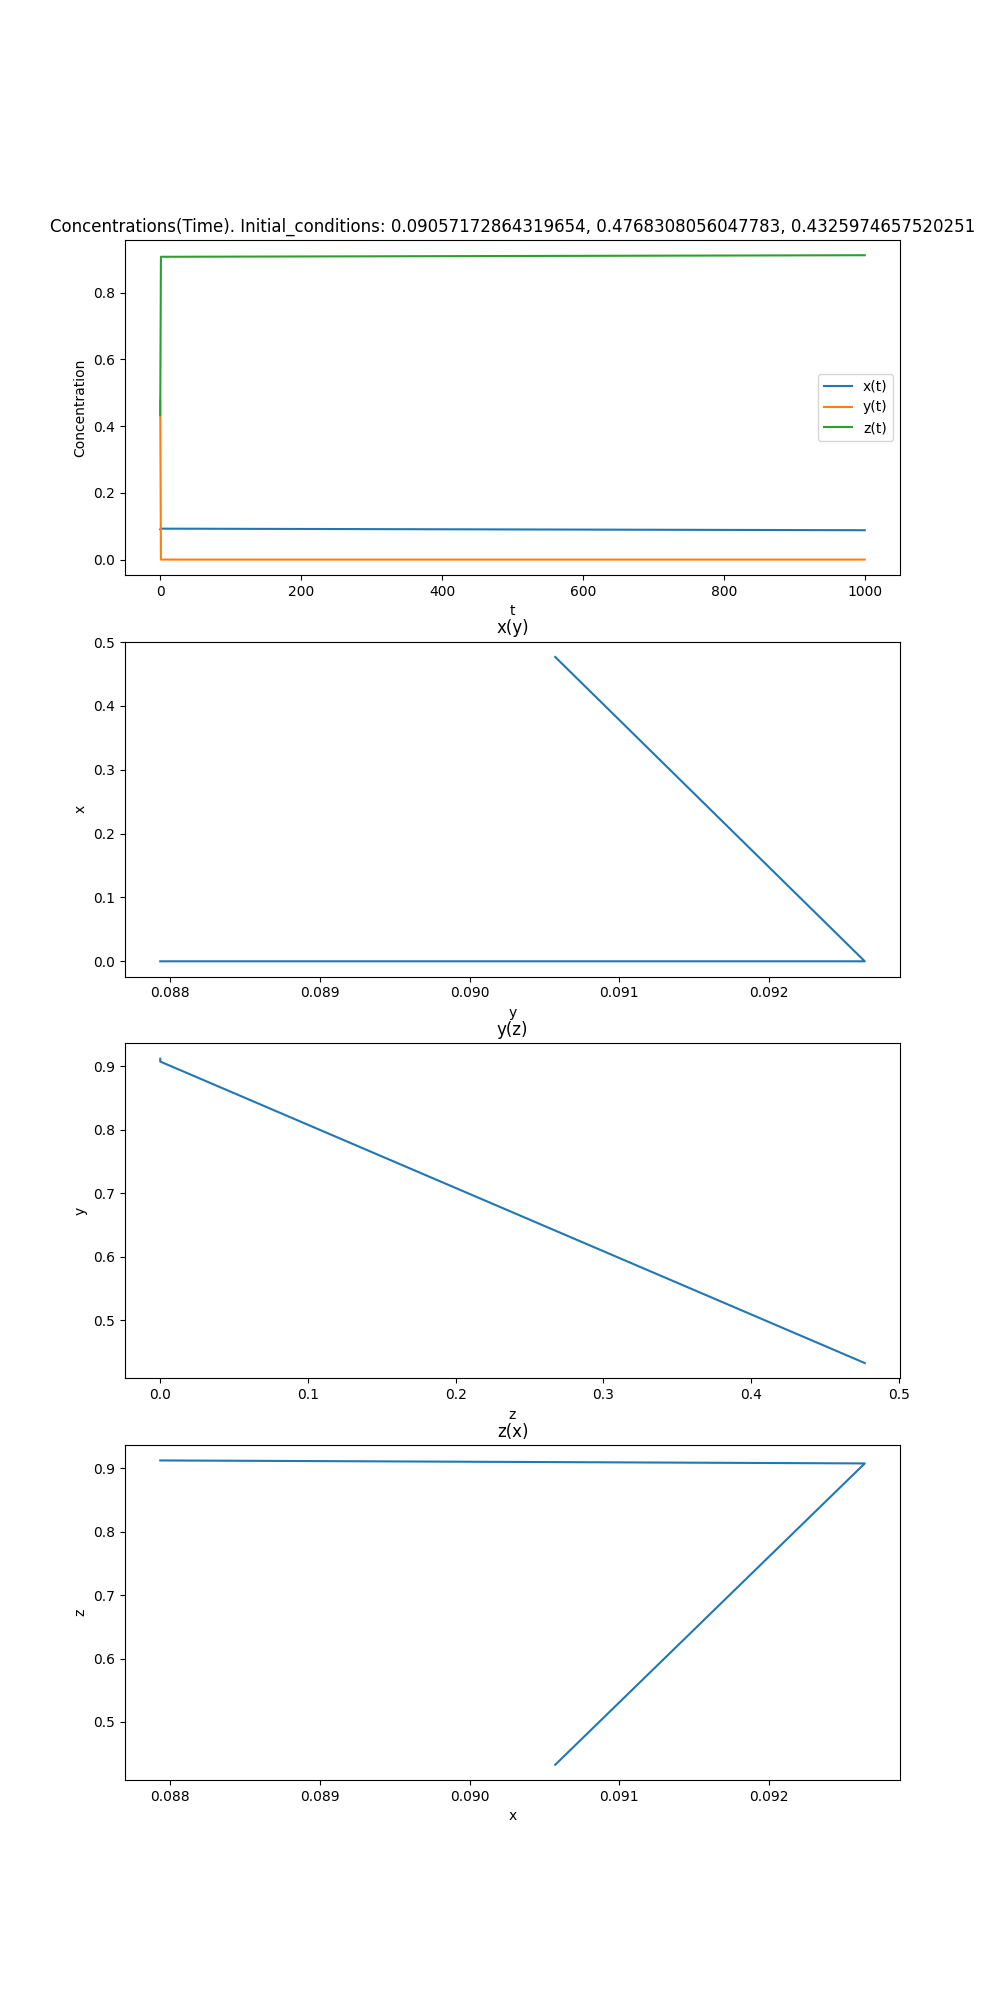 Concentrations(Time). Initial_conditions: 0.09057172864319654, 0.4768308056047783, 0.4325974657520251
0.8
0.6
0.4
0.2
0.0
Concentration
x(t)
y(t)
z(t)
0 200 400 600 800 1000
t
x(y)
0.5
0.4
0.3
0.2
0.1
0.0
x
0.088 0.089 0.090 0.091 0.092
y
y(z)
0.9
0.8
0.7
0.6
0.5
y
0.0 0.1 0.2 0.3 0.4 0.5
z
z(x)
0.9
0.8
0.7
0.6
0.5
z
0.088 0.089 0.090 0.091 0.092
x